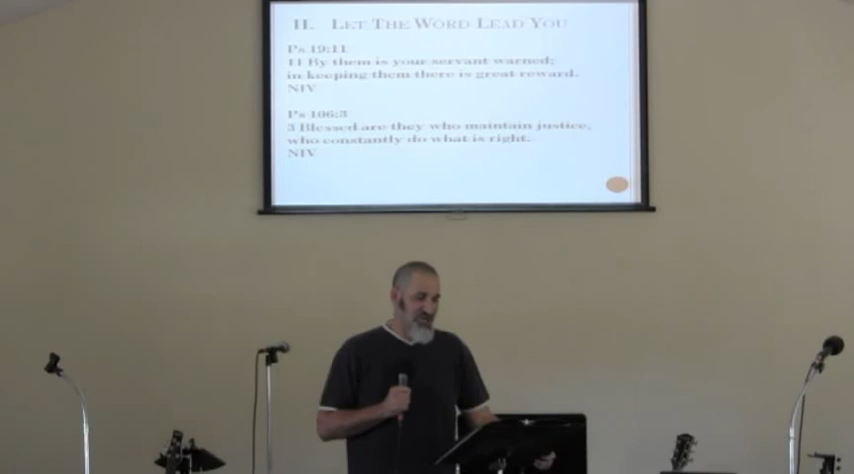 II. LET THE WORD LEAD YOU
Ps 19:11
11 By them is your servant warned;
in keeping them there is great reward.
NIV
Ps 106:3
3 Blessed are they who maintain justice,
who constantly do what is right.
NIV